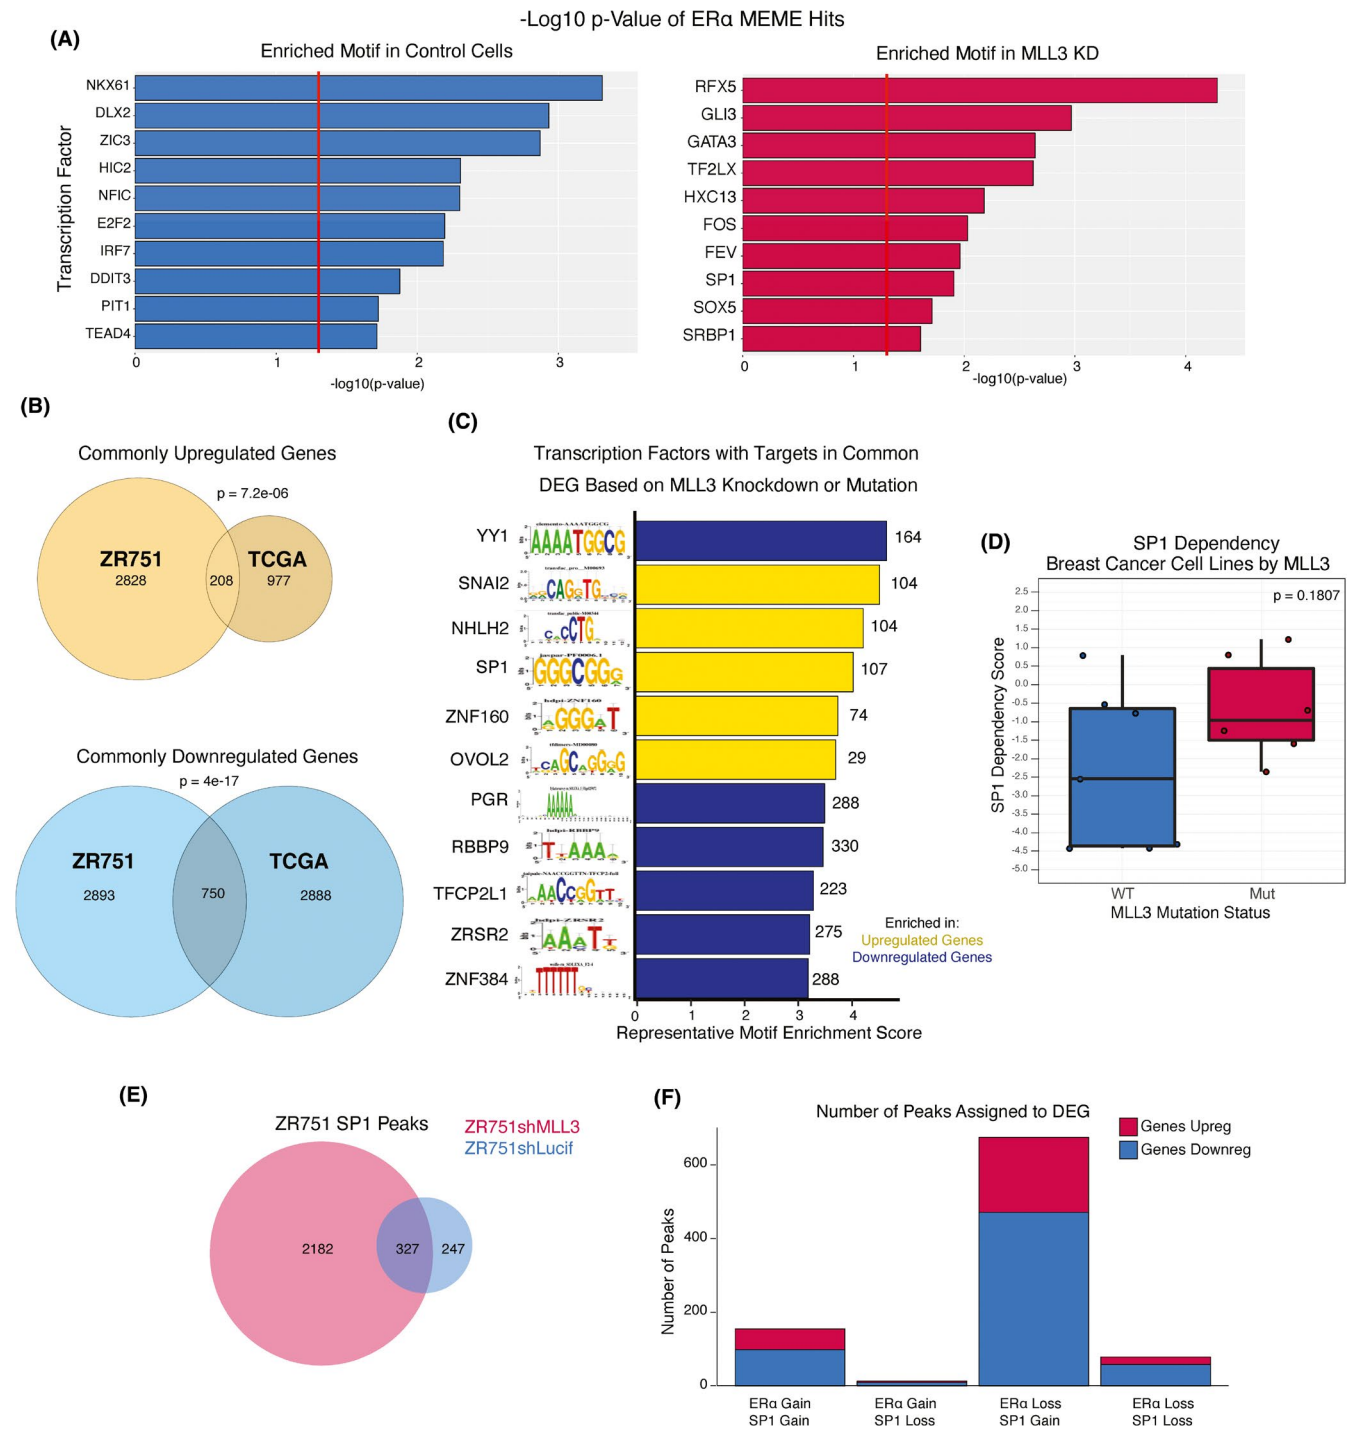 -Log10 p-Value of ERα MEME Hits
(A)
Enriched Motif in Control Cells
Transcription Factor
NKX61
DLX2
ZIC3
HIC2
NFIC
E2F2
IRF7
DDIT3
PIT1
TEAD4
0 1 2 3
-log10(p-value)
Enriched Motif in MLL3 KD
RFX5
GLI3
GATA3
TF2LX
HXC13
FOS
FEV
SP1
SOX5
SRBP1
0 1 2 3 4
-log10(p-value)
(B)
Commonly Upregulated Genes
p = 7.2e-06
ZR751 TCGA
2828 208 977
Commonly Downregulated Genes
p = 4e-17
ZR751 TCGA
2893 750 2888
(C)
Transcription Factors with Targets in Common
DEG Based on MLL3 Knockdown or Mutation
YY1 164
SNAI2 104
NHLH2 104
SP1 107
ZNF160 74
OVOL2 29
PGR 288
RBBP9 330
TFCP2L1 223
ZRSR2 275
ZNF384 288
Enriched in:
Upregulated Genes
Downregulated Genes
0 1 2 3 4
Representative Motif Enrichment Score
(D)
SP1 Dependency
Breast Cancer Cell Lines by MLL3
p = 0.1807
SP1 Dependency Score
2.5
2.0
1.5
1.0
0.5
0.0
-0.5
-1.0
-1.5
-2.0
-2.5
-3.0
-3.5
-4.0
-4.5
-5.0
WT Mut
MLL3 Mutation Status
(E)
ZR751 SP1 Peaks
ZR751shMLL3
ZR751shLucif
2182 327 247
(F)
Number of Peaks Assigned to DEG
Genes Upreg
Genes Downreg
Number of Peaks
600
400
200
0
ERα Gain ERα Gain ERα Loss ERα Loss
SP1 Gain SP1 Loss SP1 Gain SP1 Loss